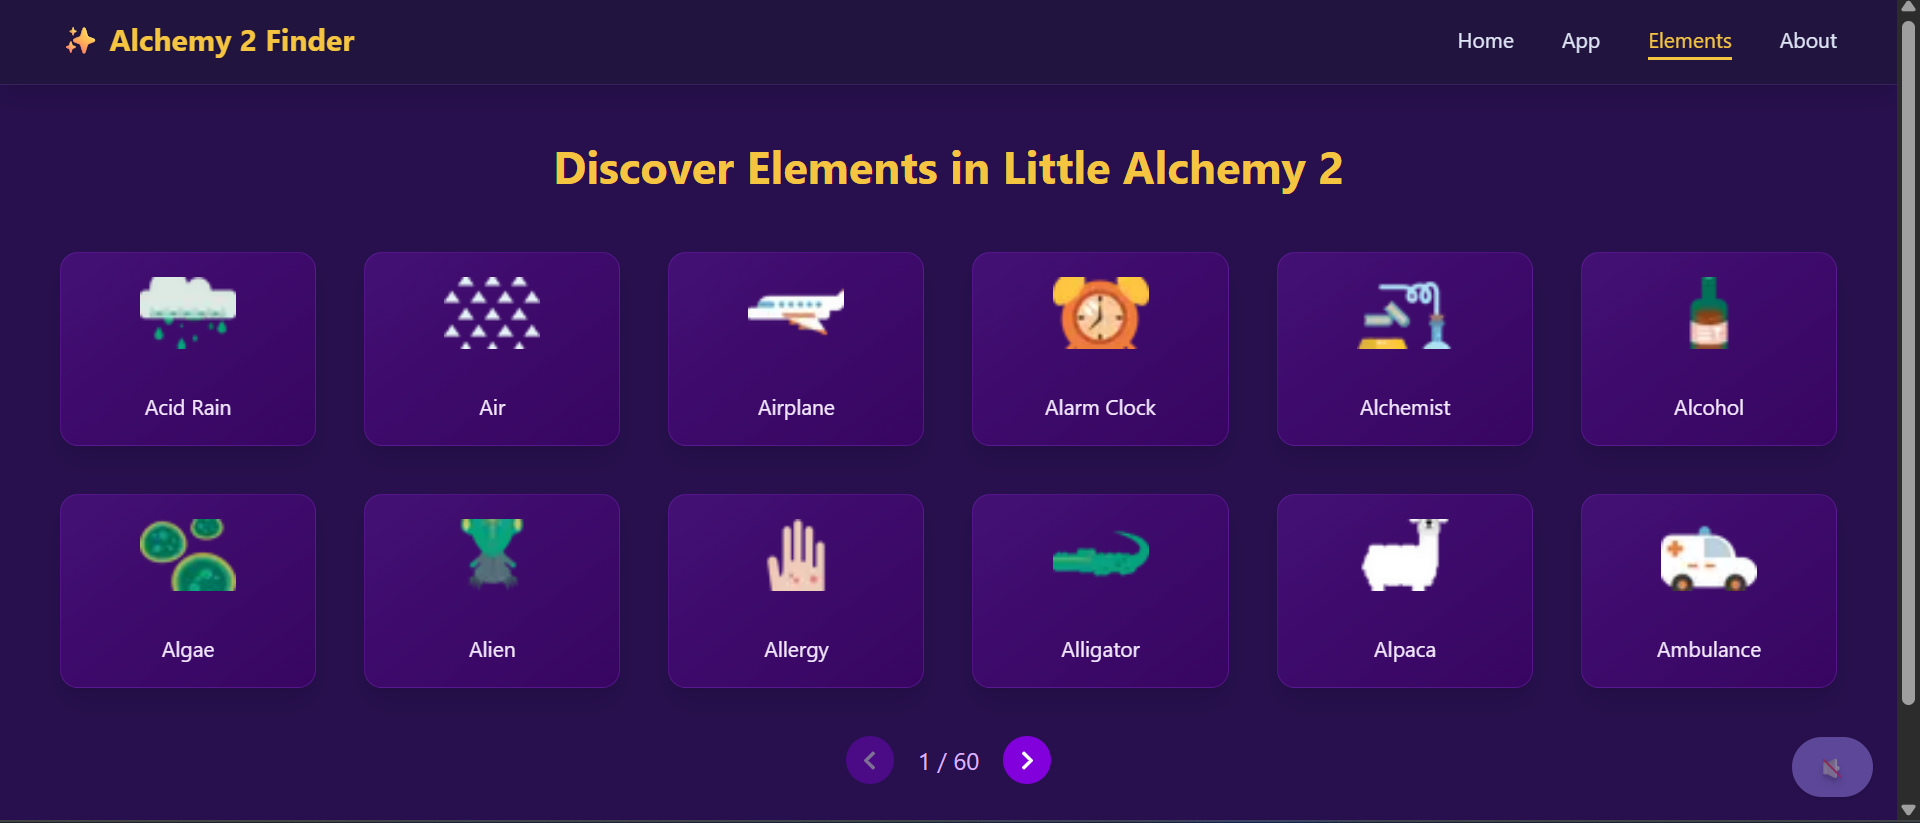 Alchemy 2 Finder
Home App Elements About
Discover Elements in Little Alchemy 2
Acid Rain Air Airplane Alarm Clock Alchemist Alcohol
Algae Alien Allergy Alligator Alpaca Ambulance
1 / 60